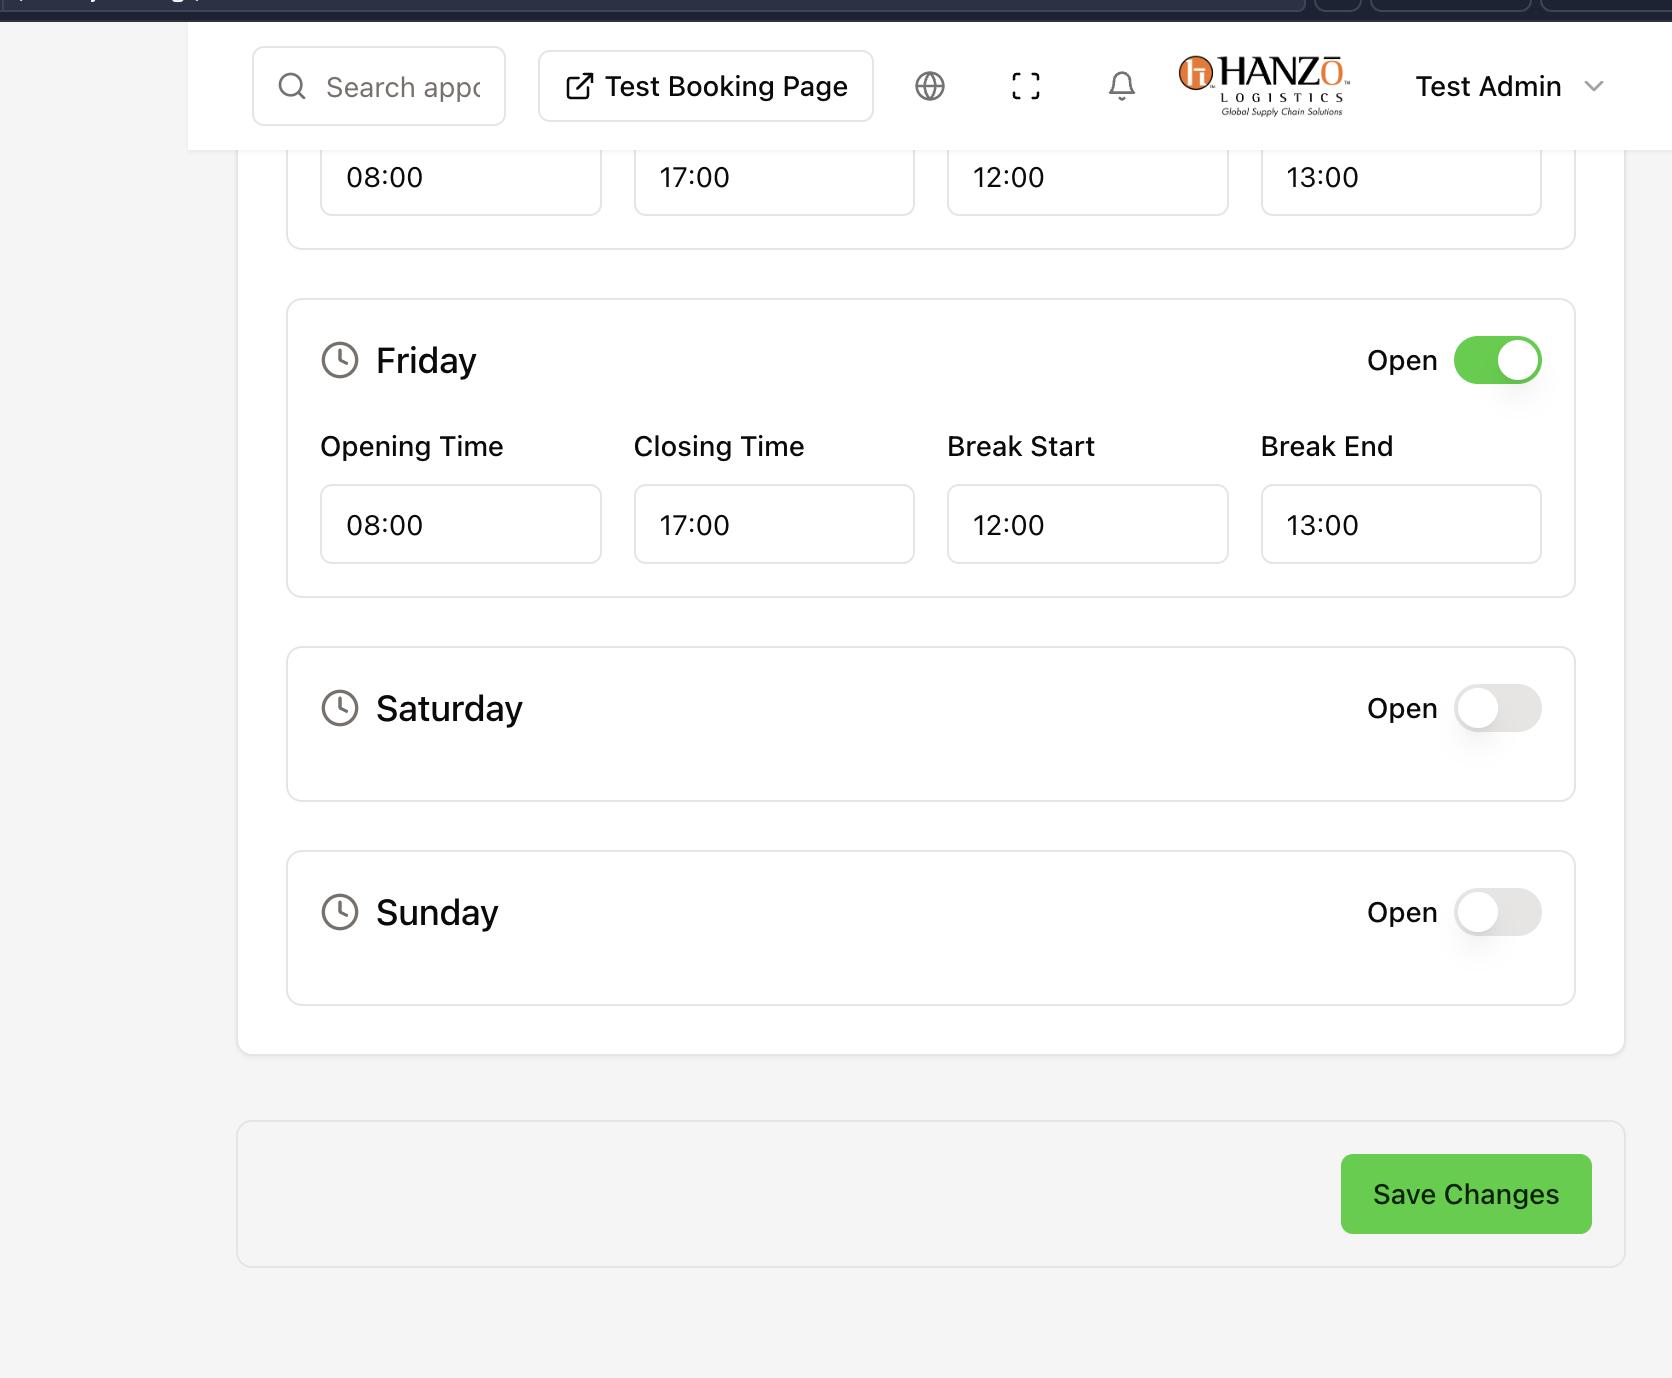 Search appo
Test Booking Page
HANZŌ
LOGISTICS
Global Supply Chain Solutions
Test Admin
08:00 17:00 12:00 13:00
Friday Open
Opening Time Closing Time Break Start Break End
08:00 17:00 12:00 13:00
Saturday Open
Sunday Open
Save Changes